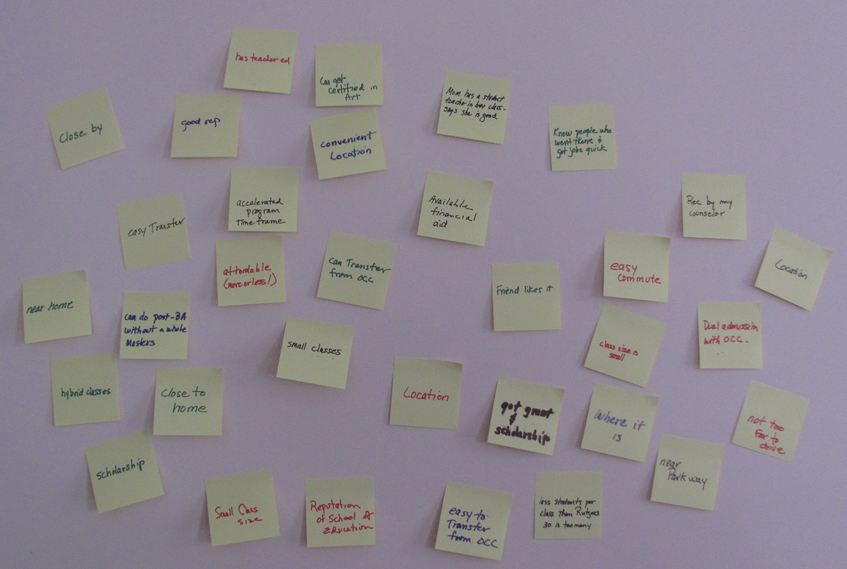 has teacher ed
Can get
certified in
Art
Mom has a student
teacher in her class-
says she is good.
Close by
good rep
convenient
Location
Know people who
went there &
got jobs quick
accelerated
program
Time frame
Available
financial
aid
Rec by my
counselor
easy Transfer
affordable
(more or less!)
can Transfer
from OCC
easy
commute
Location
near home
can do post-BA
without a whole
Masters
Friend likes it
small classes
class size is
small
Dual admission
with OCC.
hybrid classes
Close to
home
Location
got grant
&
scholarship
Where it
is
not too
far to
drive
scholarship
near
Parkway
Small Class
size
Reputation
of School of
Education
easy to
Transfer
from OCC
less students per
class than Rutgers
30 is too many